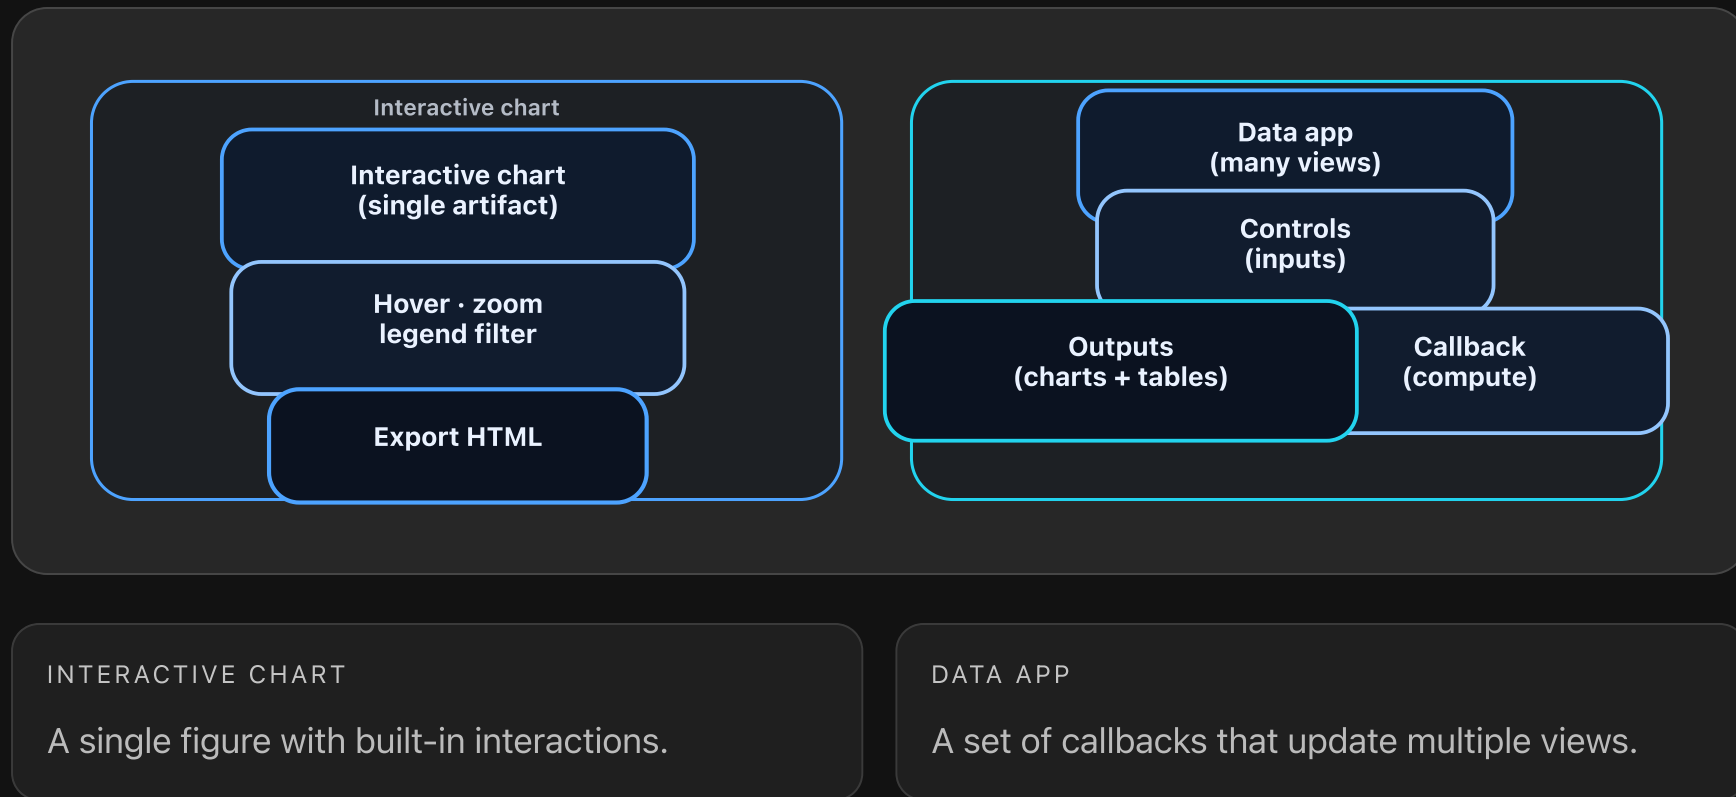 Interactive chart
Interactive chart
(single artifact)
Hover · zoom
legend filter
Export HTML
Data app
(many views)
Controls
(inputs)
Outputs
(charts + tables)
Callback
(compute)
INTERACTIVE CHART
A single figure with built-in interactions.
DATA APP
A set of callbacks that update multiple views.